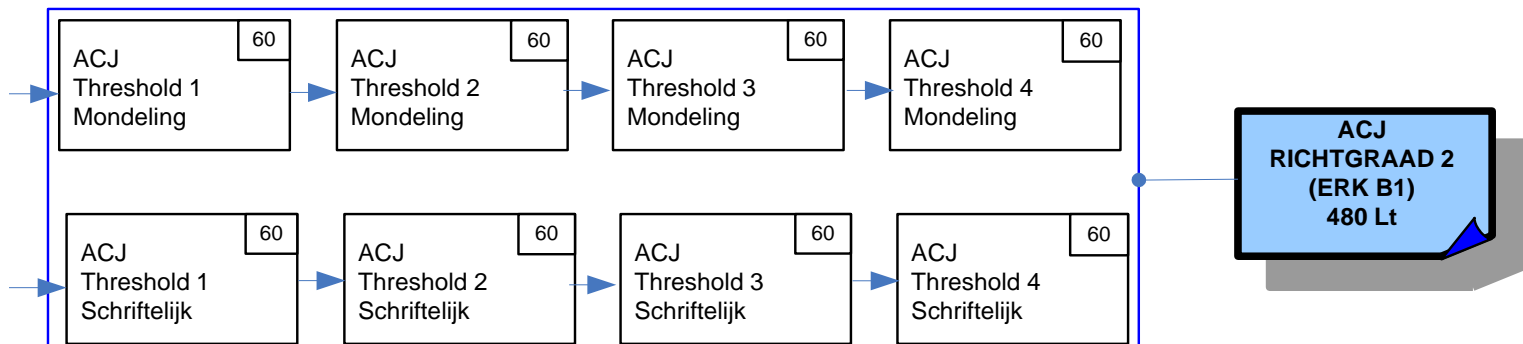 60
ACJ
Threshold 1
Mondeling
60
ACJ
Threshold 2
Mondeling
60
ACJ
Threshold 3
Mondeling
60
ACJ
Threshold 4
Mondeling
60
ACJ
Threshold 1
Schriftelijk
60
ACJ
Threshold 2
Schriftelijk
60
ACJ
Threshold 3
Schriftelijk
60
ACJ
Threshold 4
Schriftelijk
ACJ
RICHTGRAAD 2
(ERK B1)
480 Lt